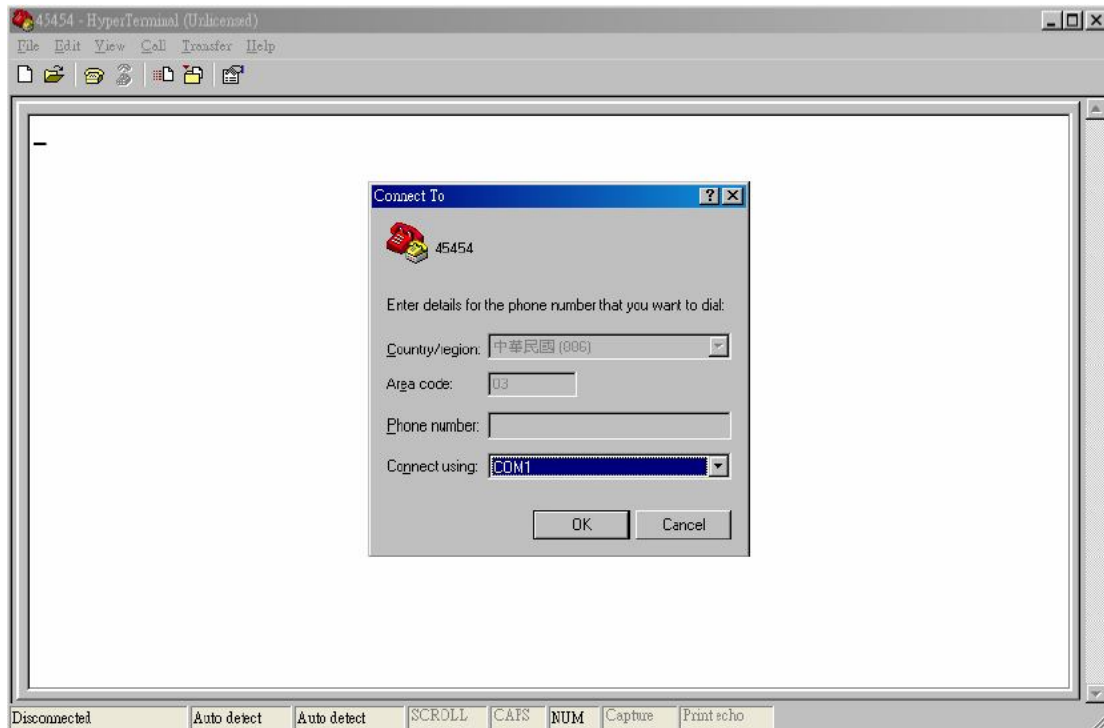 45454 - HyperTerminal (Unlicensed)
File Edit View Call Transfer Help
Connect To
45454
Enter details for the phone number that you want to dial:
Country/region: 中華民國 (886)
Area code: 03
Phone number:
Connect using: COM1
OK Cancel
Disconnected Auto detect Auto detect SCROLL CAPS NUM Capture Print echo